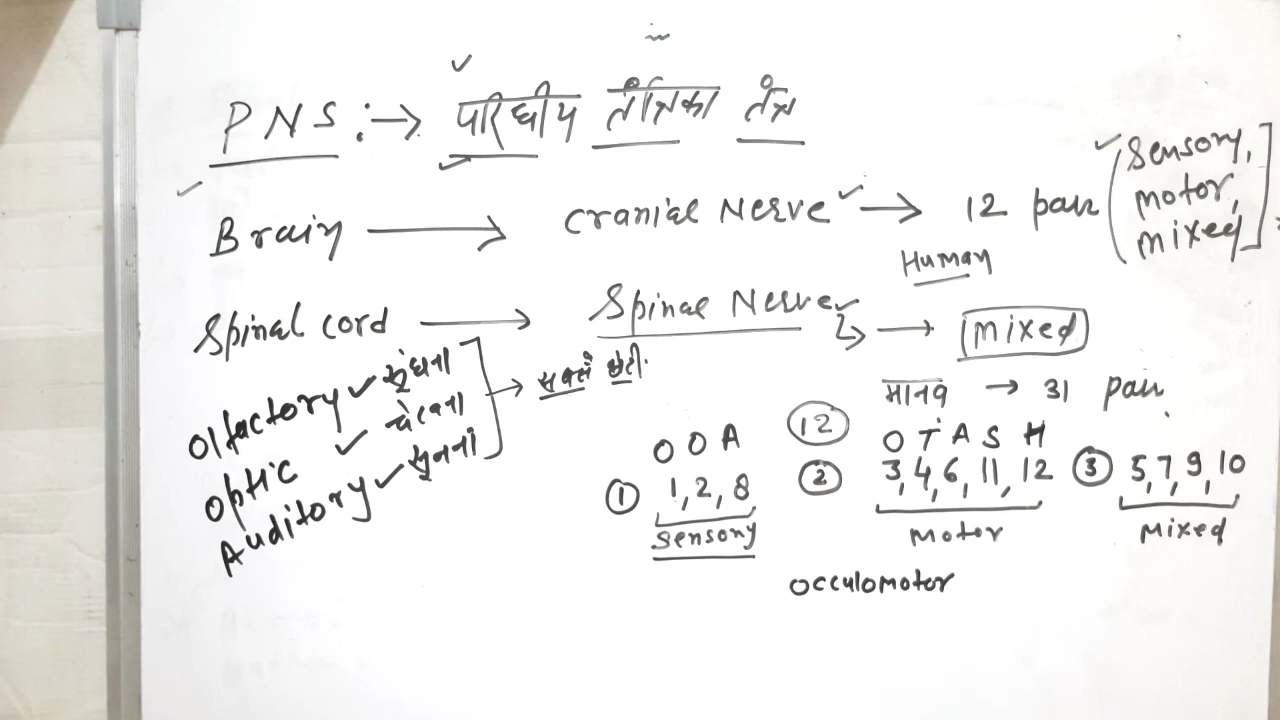 PNS :→ परिधीय तंत्रिका तंत्र
Brain → Cranial Nerve → 12 pair (Sensory, motor, mixed]
Human
Spinal cord → Spinal Nerve → mixed
मानव → 31 pair
Olfactory सूंघना
Optic
Auditory सुनना
→ सबसे छोटी
O O A
① 1, 2, 8
Sensory
12
O T A S H
② 3, 4, 6, 11, 12
Motor
③ 5, 7, 9, 10
Mixed
Occulomotor